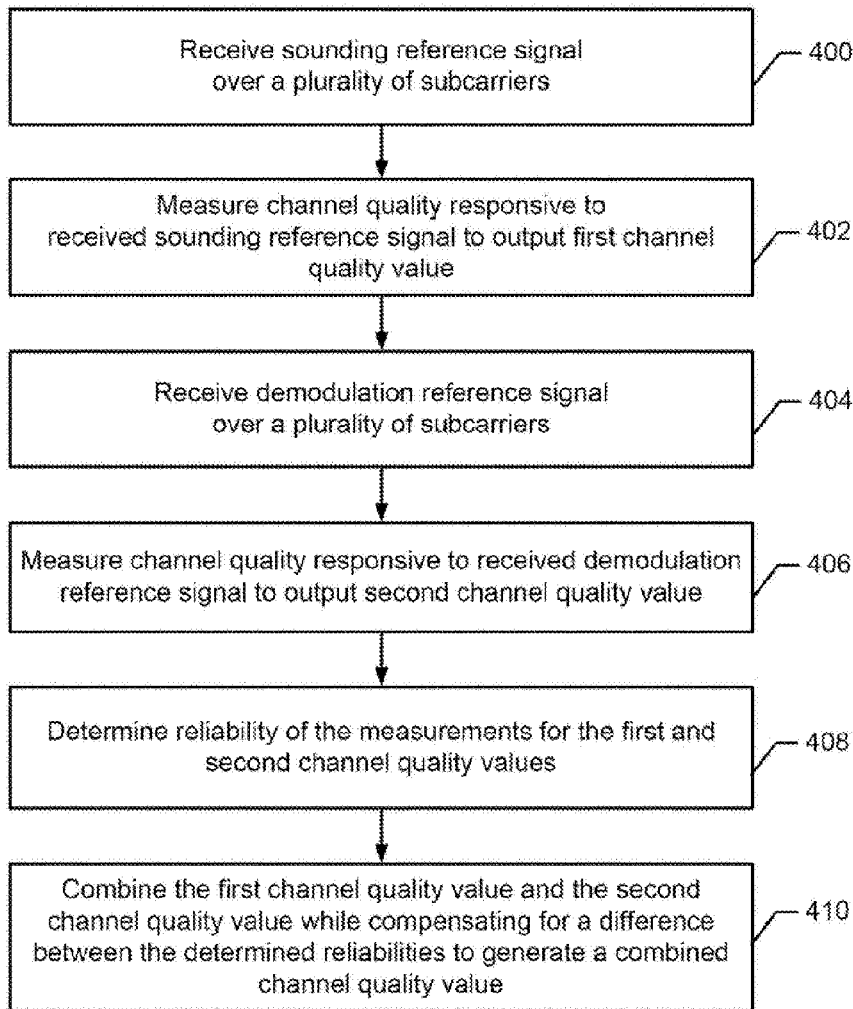 Receive sounding reference signal
over a plurality of subcarriers
400
Measure channel quality responsive to
received sounding reference signal to output first channel
quality value
402
Receive demodulation reference signal
over a plurality of subcarriers
404
Measure channel quality responsive to received demodulation
reference signal to output second channel quality value
406
Determine reliability of the measurements for the first and
second channel quality values
408
Combine the first channel quality value and the second
channel quality value while compensating for a difference
between the determined reliabilities to generate a combined
channel quality value
410